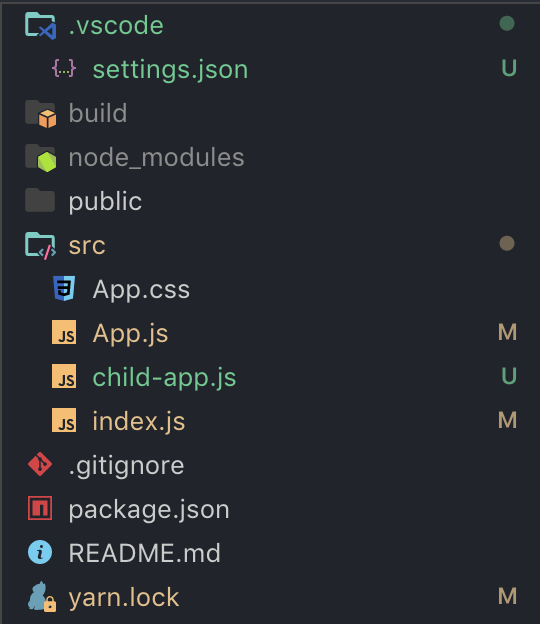 .vscode
{..} settings.json U
build
node_modules
public
src
App.css
JS App.js M
JS child-app.js U
JS index.js M
.gitignore
package.json
i README.md
yarn.lock M